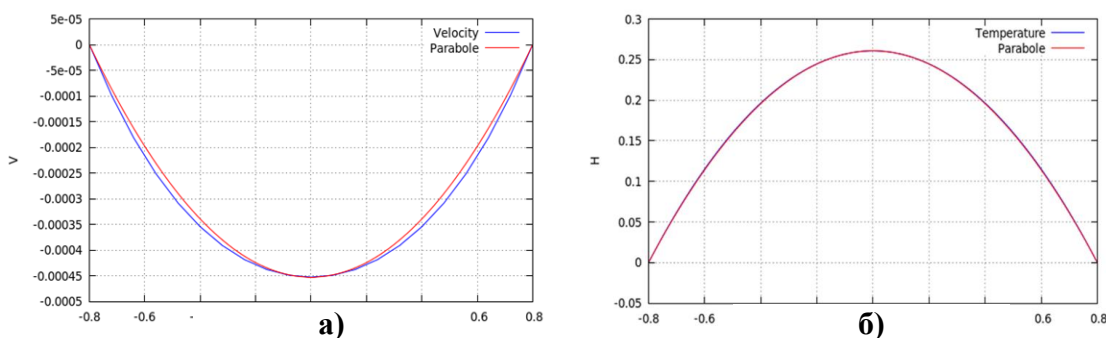 5e-05
0
5e-05
-0.0001
-0.00015
-0.0002
-0.00025
-0.0003
-0.00035
-0.0004
-0.00045
-0.0005
V
Velocity
Parabole
-0.8 -0.6 - 0.6 0.8
а)
0.3
0.25
0.2
0.15
0.1
0.05
0
-0.05
H
Temperature
Parabole
-0.8 -0.6 0.6 0.8
б)